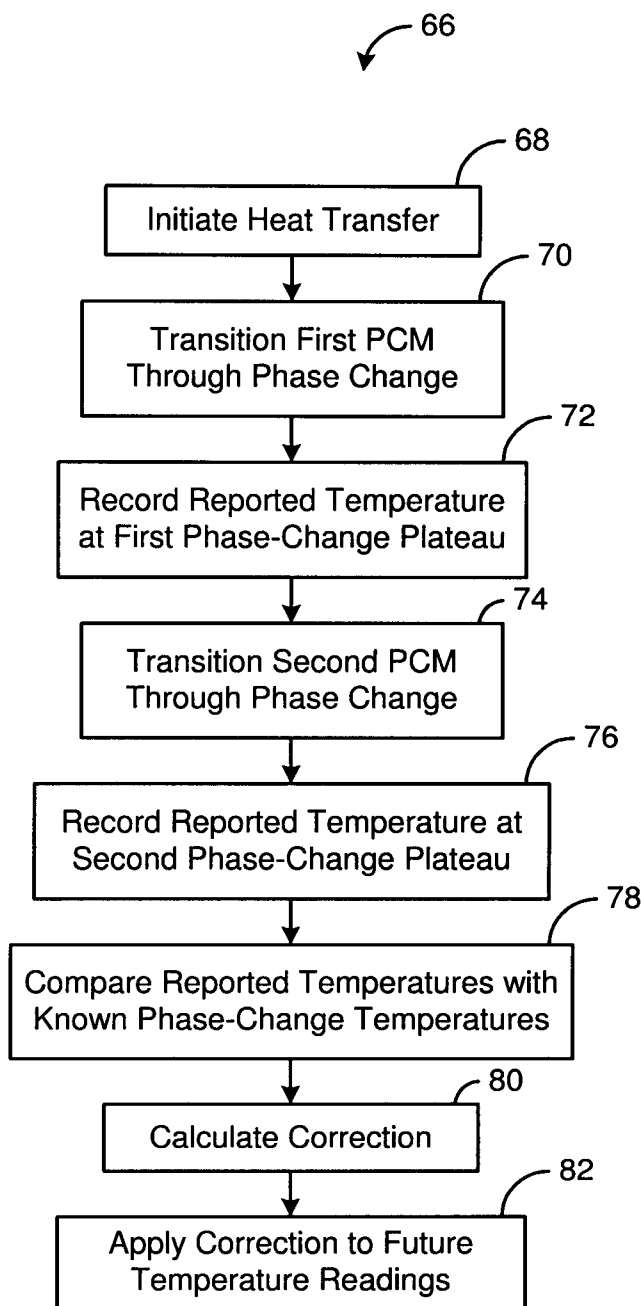 66
68
Initiate Heat Transfer
70
Transition First PCM
Through Phase Change
72
Record Reported Temperature
at First Phase-Change Plateau
74
Transition Second PCM
Through Phase Change
76
Record Reported Temperature at
Second Phase-Change Plateau
78
Compare Reported Temperatures with
Known Phase-Change Temperatures
80
Calculate Correction
82
Apply Correction to Future
Temperature Readings